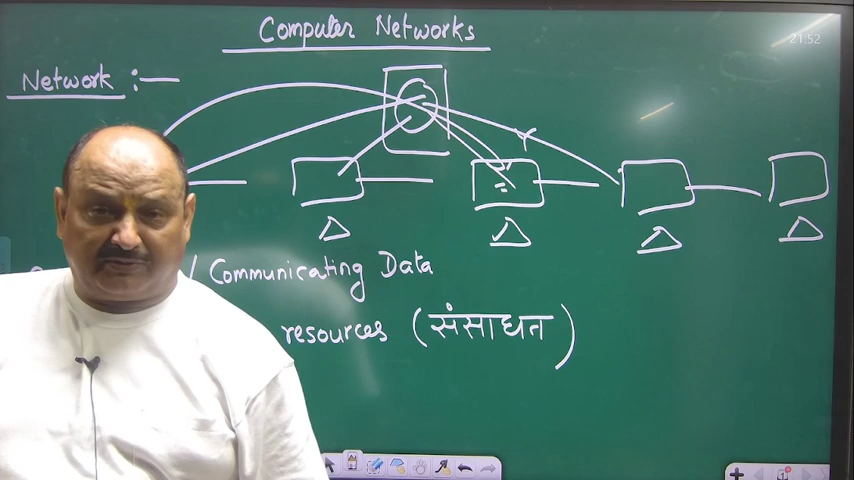 Computer Networks
21:52
Network :—
/ Communicating Data
resources (संसाधन)